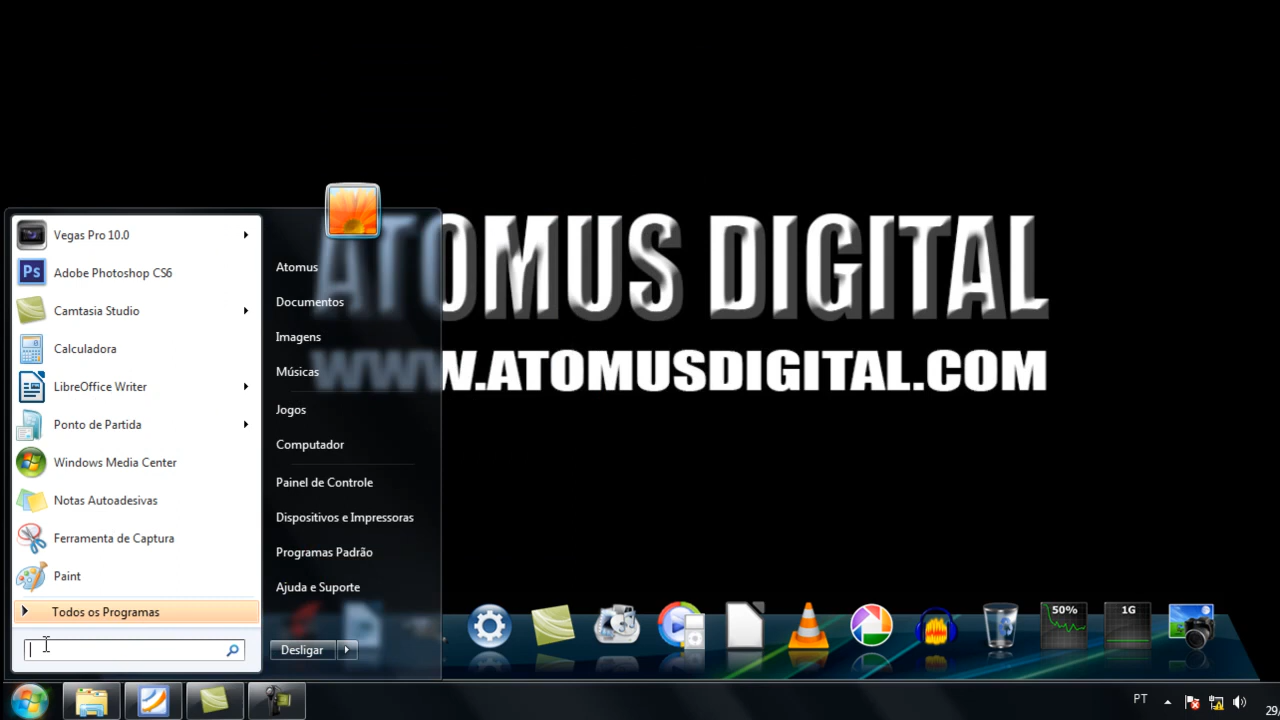 ATOMUS DIGITAL
WWW.ATOMUSDIGITAL.COM
Vegas Pro 10.0
Ps
Adobe Photoshop CS6
Camtasia Studio
Calculadora
LibreOffice Writer
Ponto de Partida
Windows Media Center
Notas Autoadesivas
Ferramenta de Captura
Paint
Todos os Programas
Atomus
Documentos
Imagens
Músicas
Jogos
Computador
Painel de Controle
Dispositivos e Impressoras
Programas Padrão
Ajuda e Suporte
Desligar
50%
1G
PT
29/